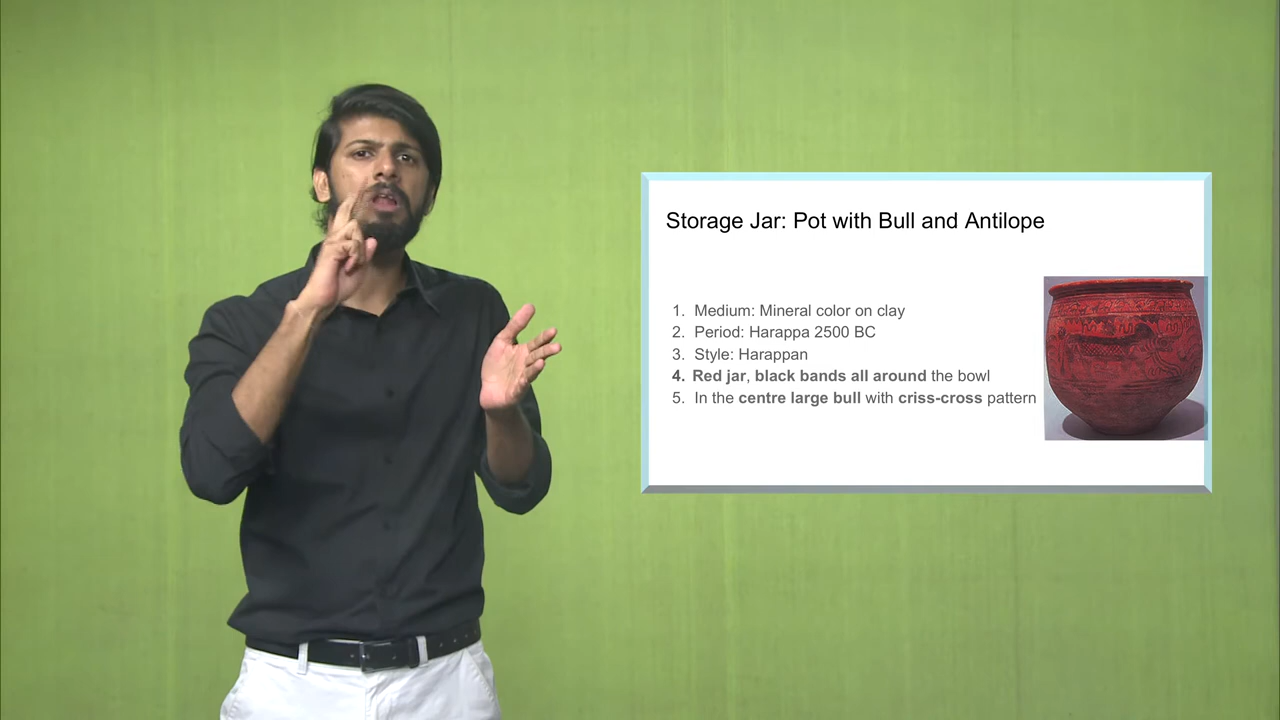 Storage Jar: Pot with Bull and Antilope
1. Medium: Mineral color on clay
2. Period: Harappa 2500 BC
3. Style: Harappan
4. Red jar, black bands all around the bowl
5. In the centre large bull with criss-cross pattern